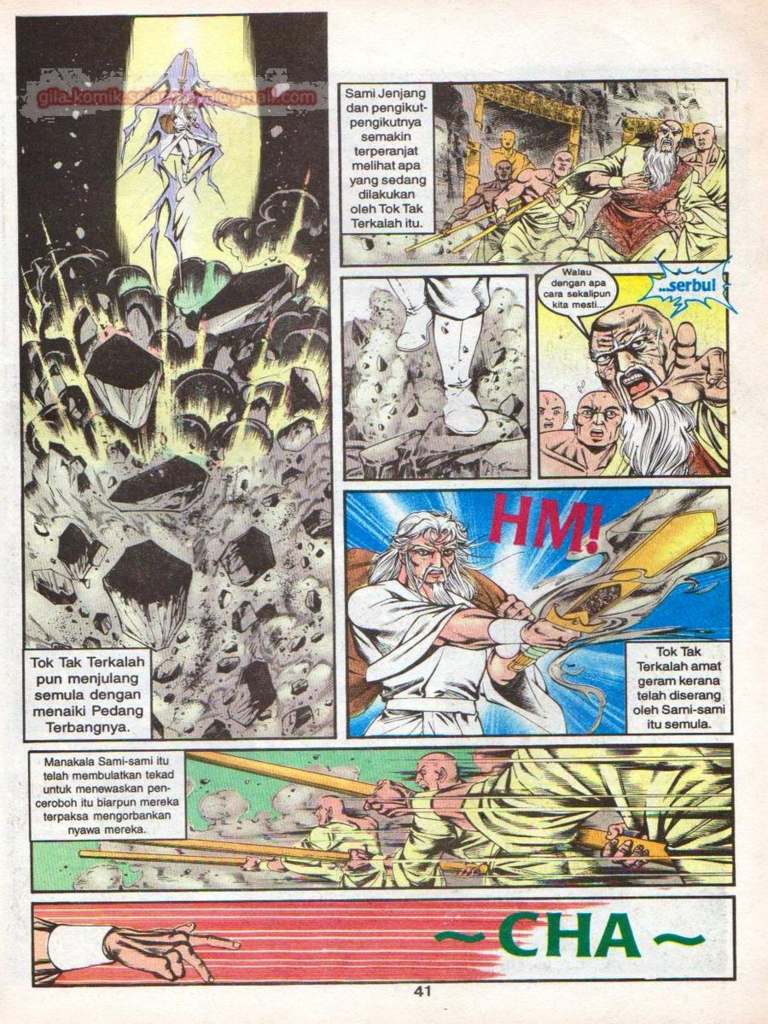 Tok Tak Terkalah
pun menjulang
semula dengan
menaiki Pedang
Terbangnya.
Sami Jenjang
dan pengikut-
pengikutnya
semakin
terperanjat
melihat apa
yang sedang
dilakukan
oleh Tok Tak
Terkalah itu.
Walau
dengan apa
cara sekalipun
kita mesti...
...serbu!
HM!
Tok Tak
Terkalah amat
geram kerana
telah diserang
oleh Sami-sami
itu semula.
Manakala Sami-sami itu
telah membulatkan tekad
untuk menewaskan pen-
ceroboh itu biarpun mereka
terpaksa mengorbankan
nyawa mereka.
~ CHA ~
41